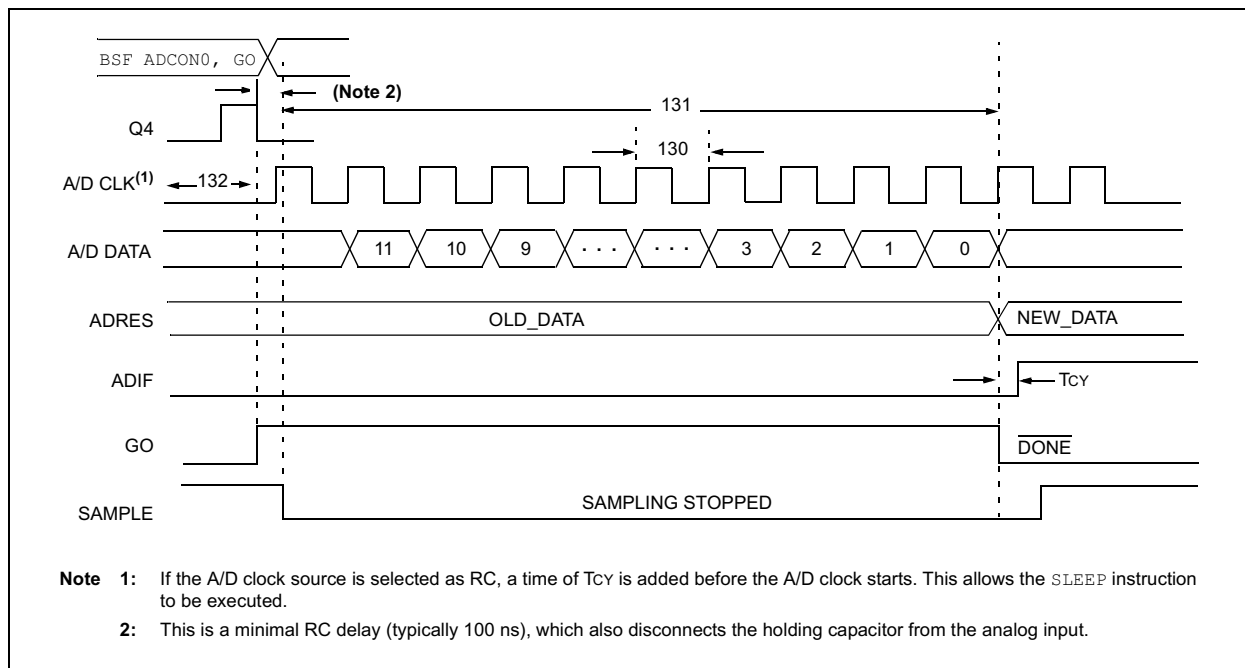 BSF ADCON0, GO
(Note 2)
131
Q4
130
A/D CLK(1)
132
A/D DATA
11 10 9 . . . . . . 3 2 1 0
ADRES
OLD_DATA
NEW_DATA
ADIF
TCY
GO
DONE
SAMPLE
SAMPLING STOPPED
Note 1: If the A/D clock source is selected as RC, a time of TCY is added before the A/D clock starts. This allows the SLEEP instruction
to be executed.
2: This is a minimal RC delay (typically 100 ns), which also disconnects the holding capacitor from the analog input.